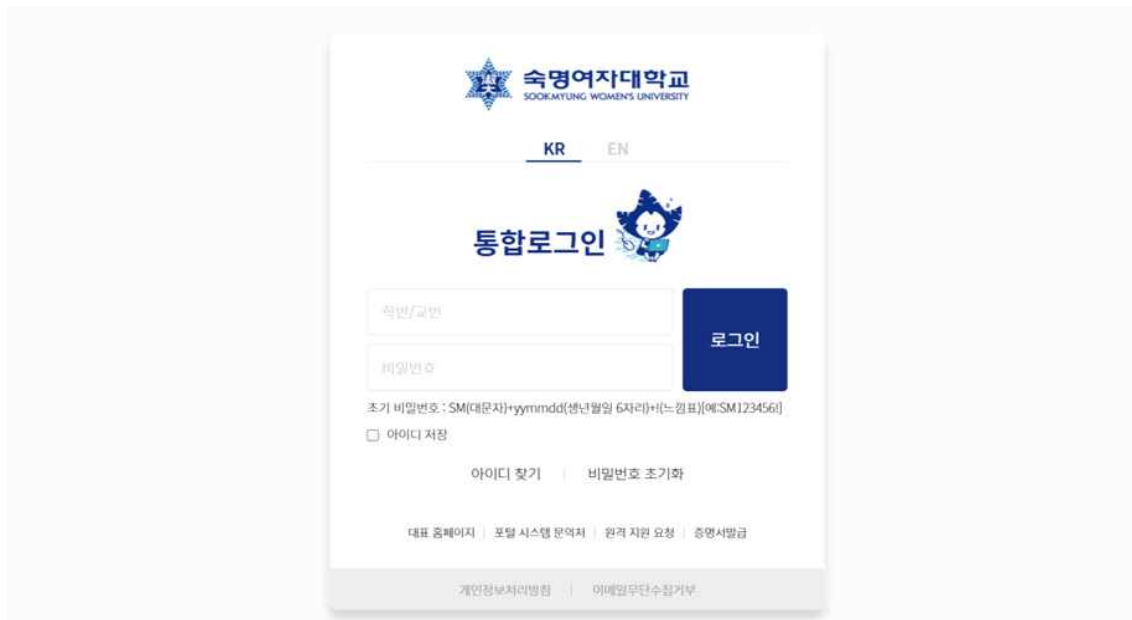 숙명여자대학교
SOOKMYUNG WOMEN'S UNIVERSITY
KR EN
통합로그인
학번/교번
로그인
비밀번호
초기 비밀번호 : SM(대문자)+yymmdd(생년월일 6자리)+!(느낌표)[예:SM123456!]
아이디 저장
아이디 찾기 | 비밀번호 초기화
대표 홈페이지 | 포털 시스템 문의처 | 원격 지원 요청 | 증명서발급
개인정보처리방침 | 이메일무단수집거부